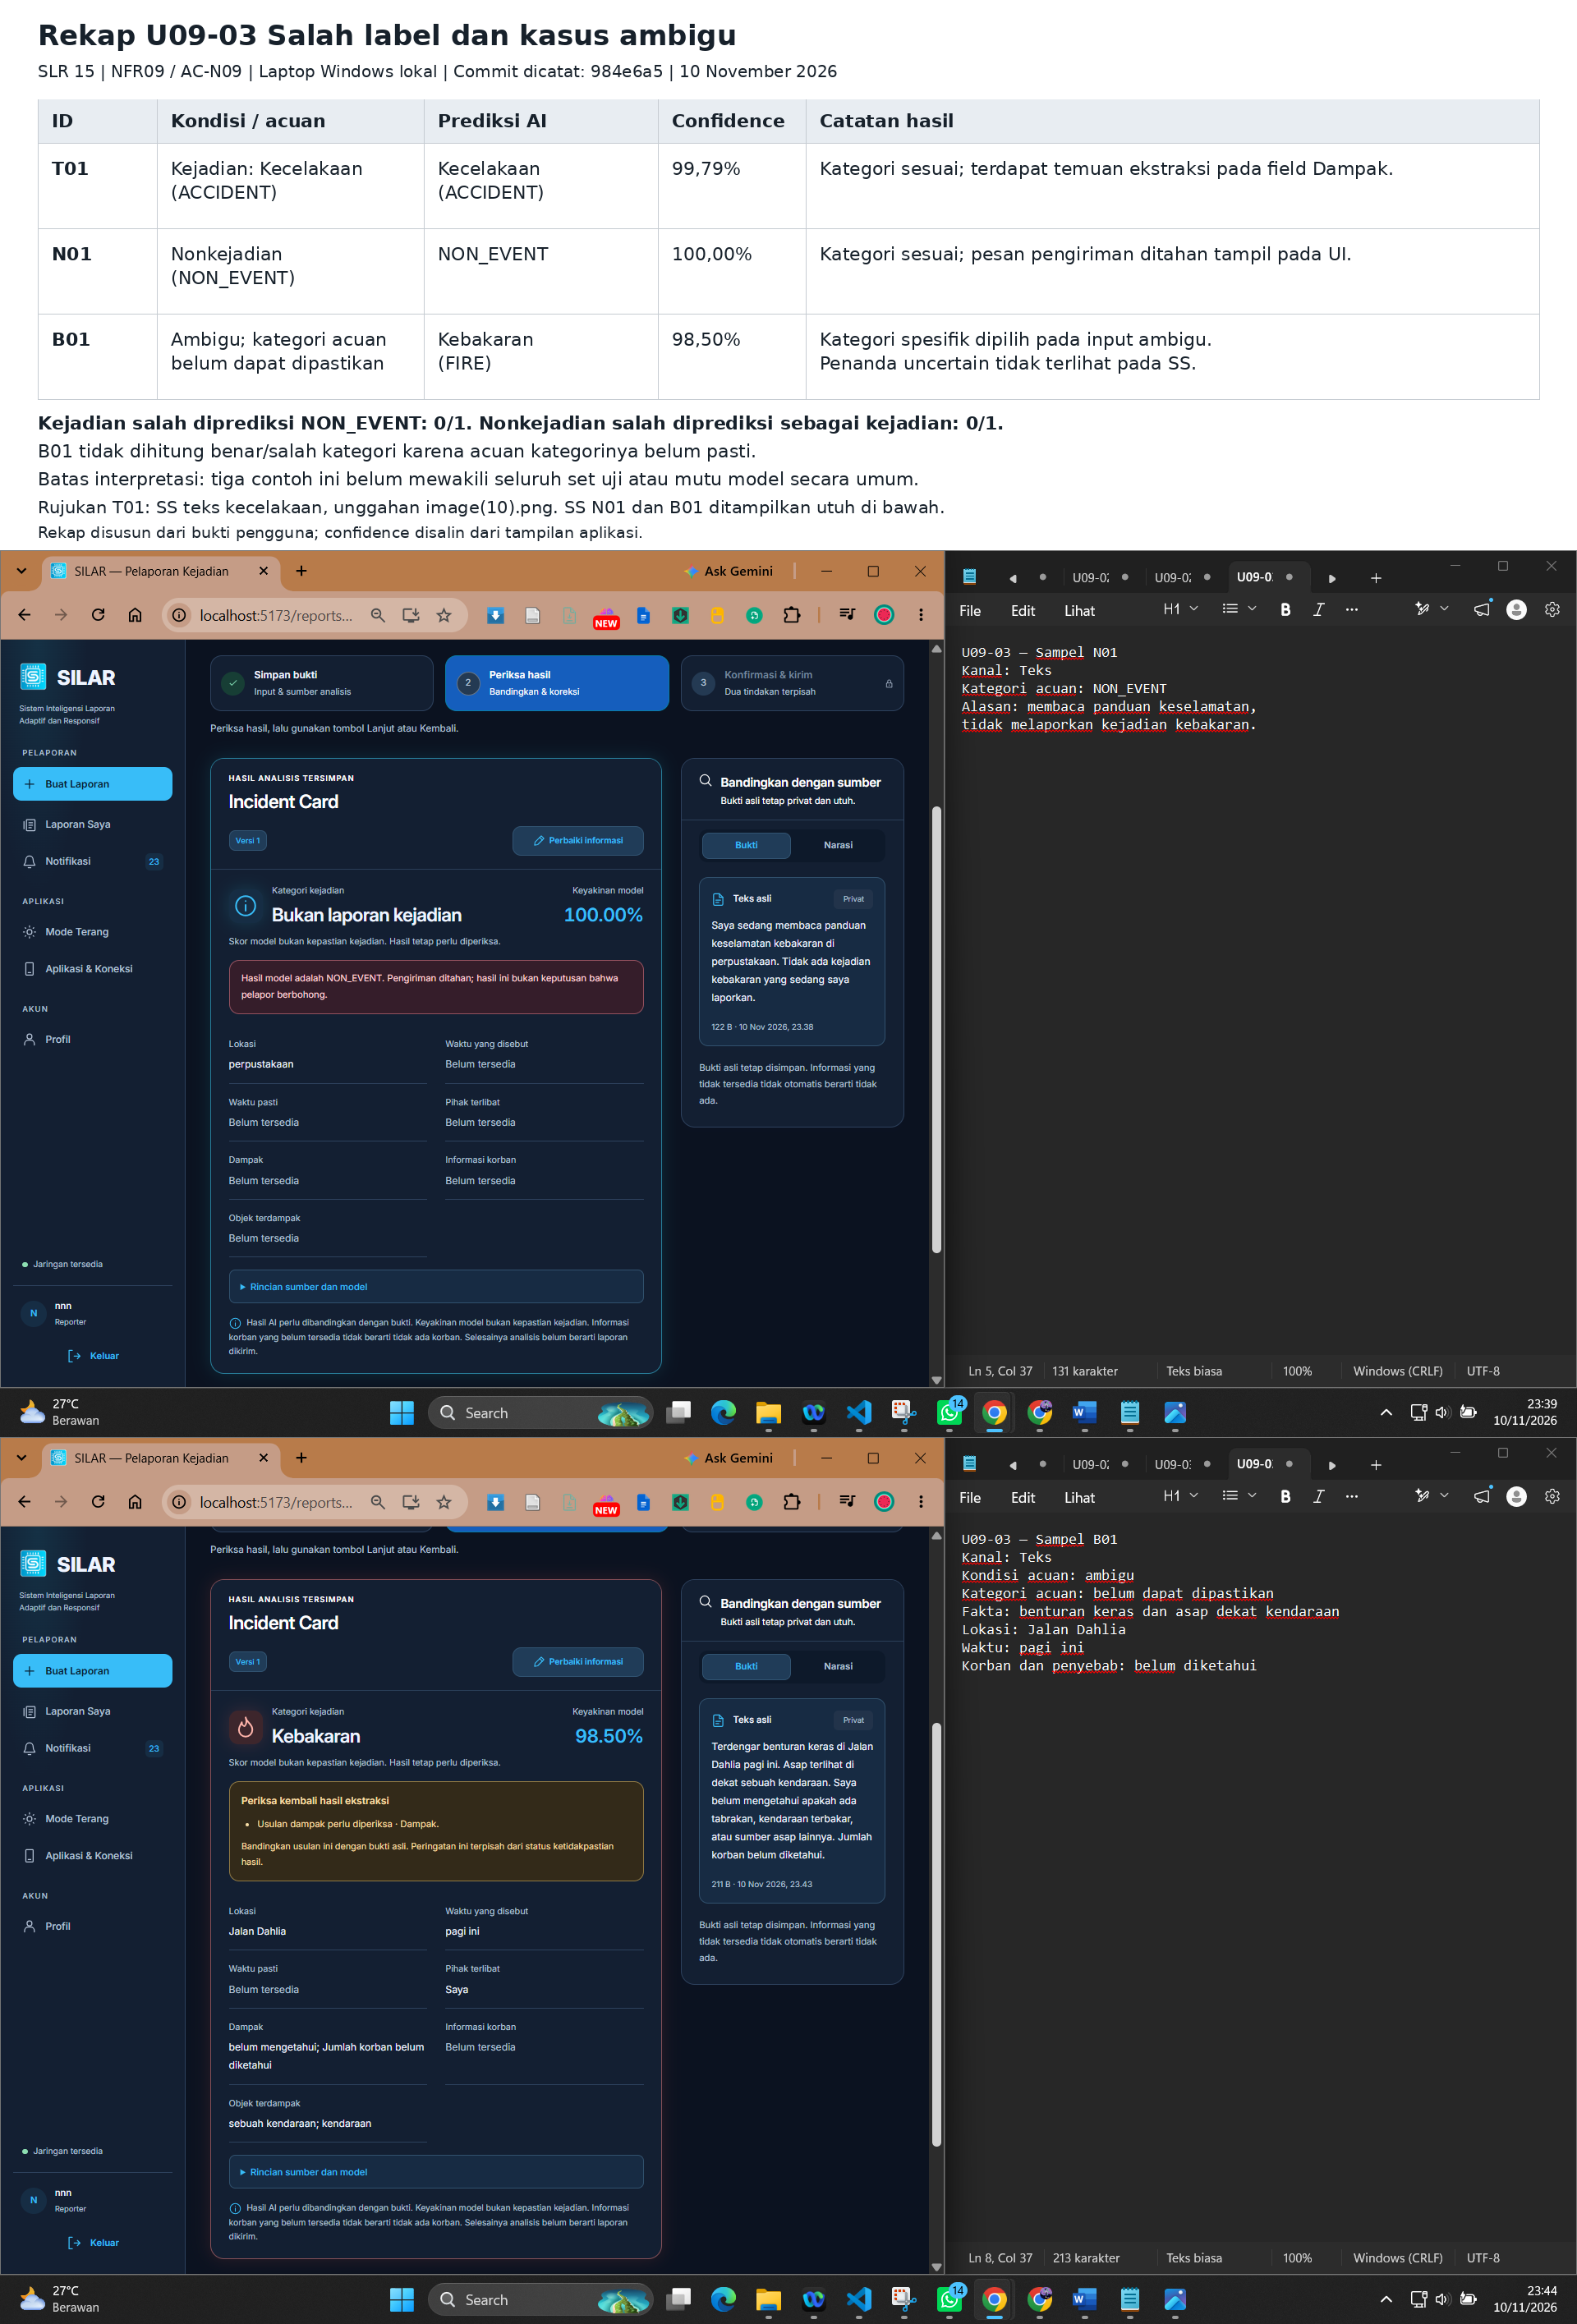 Rekap U09-03 Salah label dan kasus ambigu
SLR 15 | NFR09 / AC-N09 | Laptop Windows lokal | Commit dicatat: 984e6a5 | 10 November 2026
ID Kondisi / acuan Prediksi AI Confidence Catatan hasil
T01 Kejadian: Kecelakaan (ACCIDENT) Kecelakaan (ACCIDENT) 99,79% Kategori sesuai; terdapat temuan ekstraksi pada field Dampak.
N01 Nonkejadian (NON_EVENT) NON_EVENT 100,00% Kategori sesuai; pesan pengiriman ditahan tampil pada UI.
B01 Ambigu; kategori acuan belum dapat dipastikan Kebakaran (FIRE) 98,50% Kategori spesifik dipilih pada input ambigu. Penanda uncertain tidak terlihat pada SS.
Kejadian salah diprediksi NON_EVENT: 0/1. Nonkejadian salah diprediksi sebagai kejadian: 0/1.
B01 tidak dihitung benar/salah kategori karena acuan kategorinya belum pasti.
Batas interpretasi: tiga contoh ini belum mewakili seluruh set uji atau mutu model secara umum.
Rujukan T01: SS teks kecelakaan, unggahan image(10).png. SS N01 dan B01 ditampilkan utuh di bawah.
Rekap disusun dari bukti pengguna; confidence disalin dari tampilan aplikasi.
SILAR — Pelaporan Kejadian
Ask Gemini
localhost:5173/reports...
NEW
SILAR
Sistem Inteligensi Laporan
Adaptif dan Responsif
PELAPORAN
Buat Laporan
Laporan Saya
Notifikasi 23
APLIKASI
Mode Terang
Aplikasi & Koneksi
AKUN
Profil
Jaringan tersedia
N nnn
Reporter
Keluar
Simpan bukti
Input & sumber analisis
2 Periksa hasil
Bandingkan & koreksi
3 Konfirmasi & kirim
Dua tindakan terpisah
Periksa hasil, lalu gunakan tombol Lanjut atau Kembali.
HASIL ANALISIS TERSIMPAN
Incident Card
Versi 1
Perbaiki informasi
Kategori kejadian
Bukan laporan kejadian
Keyakinan model
100.00%
Skor model bukan kepastian kejadian. Hasil tetap perlu diperiksa.
Hasil model adalah NON_EVENT. Pengiriman ditahan; hasil ini bukan keputusan bahwa
pelapor berbohong.
Lokasi
perpustakaan
Waktu yang disebut
Belum tersedia
Waktu pasti
Belum tersedia
Pihak terlibat
Belum tersedia
Dampak
Belum tersedia
Informasi korban
Belum tersedia
Objek terdampak
Belum tersedia
Rincian sumber dan model
Hasil AI perlu dibandingkan dengan bukti. Keyakinan model bukan kepastian kejadian. Informasi
korban yang belum tersedia tidak berarti tidak ada korban. Selesainya analisis belum berarti laporan
dikirim.
Bandingkan dengan sumber
Bukti asli tetap privat dan utuh.
Bukti
Narasi
Teks asli
Privat
Saya sedang membaca panduan
keselamatan kebakaran di
perpustakaan. Tidak ada kejadian
kebakaran yang sedang saya
laporkan.
122 B · 10 Nov 2026, 23.38
Bukti asli tetap disimpan. Informasi yang
tidak tersedia tidak otomatis berarti tidak
ada.
File Edit Lihat H1 B I
U09-03 — Sampel N01
Kanal: Teks
Kategori acuan: NON_EVENT
Alasan: membaca panduan keselamatan,
tidak melaporkan kejadian kebakaran.
Ln 5, Col 37 131 karakter Teks biasa 100% Windows (CRLF) UTF-8
27°C
Berawan
Search
14
23:39
10/11/2026
SILAR — Pelaporan Kejadian
Ask Gemini
localhost:5173/reports...
NEW
SILAR
Sistem Inteligensi Laporan
Adaptif dan Responsif
PELAPORAN
Buat Laporan
Laporan Saya
Notifikasi 23
APLIKASI
Mode Terang
Aplikasi & Koneksi
AKUN
Profil
Jaringan tersedia
N nnn
Reporter
Keluar
Periksa hasil, lalu gunakan tombol Lanjut atau Kembali.
HASIL ANALISIS TERSIMPAN
Incident Card
Versi 1
Perbaiki informasi
Kategori kejadian
Kebakaran
Keyakinan model
98.50%
Skor model bukan kepastian kejadian. Hasil tetap perlu diperiksa.
Periksa kembali hasil ekstraksi
• Usulan dampak perlu diperiksa · Dampak.
Bandingkan usulan ini dengan bukti asli. Peringatan ini terpisah dari status ketidakpastian
hasil.
Lokasi
Jalan Dahlia
Waktu yang disebut
pagi ini
Waktu pasti
Belum tersedia
Pihak terlibat
Saya
Dampak
belum mengetahui; Jumlah korban belum
diketahui
Informasi korban
Belum tersedia
Objek terdampak
sebuah kendaraan; kendaraan
Rincian sumber dan model
Hasil AI perlu dibandingkan dengan bukti. Keyakinan model bukan kepastian kejadian. Informasi
korban yang belum tersedia tidak berarti tidak ada korban. Selesainya analisis belum berarti laporan
dikirim.
Bandingkan dengan sumber
Bukti asli tetap privat dan utuh.
Bukti
Narasi
Teks asli
Privat
Terdengar benturan keras di Jalan
Dahlia pagi ini. Asap terlihat di
dekat sebuah kendaraan. Saya
belum mengetahui apakah ada
tabrakan, kendaraan terbakar,
atau sumber asap lainnya. Jumlah
korban belum diketahui.
211 B · 10 Nov 2026, 23.43
Bukti asli tetap disimpan. Informasi yang
tidak tersedia tidak otomatis berarti tidak
ada.
File Edit Lihat H1 B I
U09-03 — Sampel B01
Kanal: Teks
Kondisi acuan: ambigu
Kategori acuan: belum dapat dipastikan
Fakta: benturan keras dan asap dekat kendaraan
Lokasi: Jalan Dahlia
Waktu: pagi ini
Korban dan penyebab: belum diketahui
Ln 8, Col 37 213 karakter Teks biasa 100% Windows (CRLF) UTF-8
27°C
Berawan
Search
14
23:44
10/11/2026